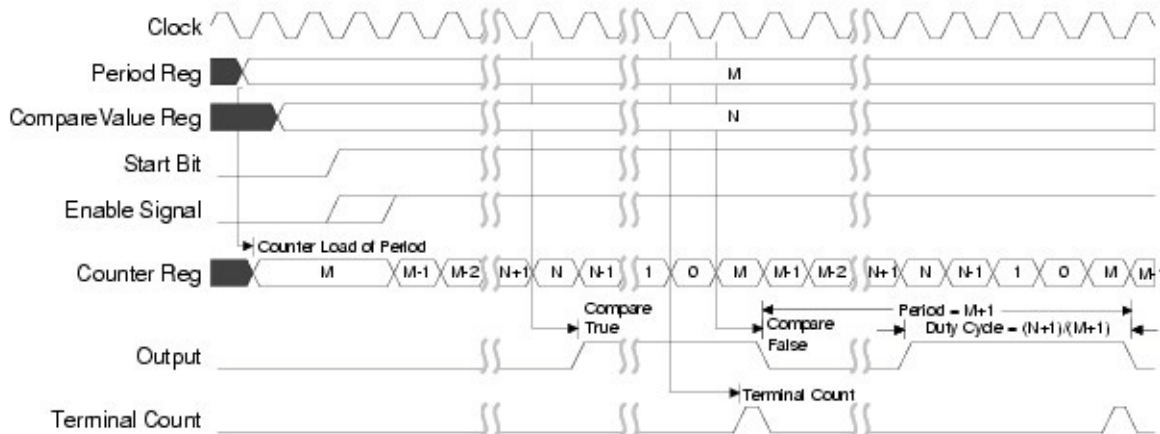 Clock
Period Reg
M
CompareValue Reg
N
Start Bit
Enable Signal
Counter Load of Period
Counter Reg
M M-1 M-2 N+1 N N-1 1 0 M M-1 M-2 N+1 N N-1 1 0 M M-1
Compare
True
Compare
False
Period = M+1
Duty Cycle = (N+1)/(M+1)
Output
Terminal Count
Terminal Count